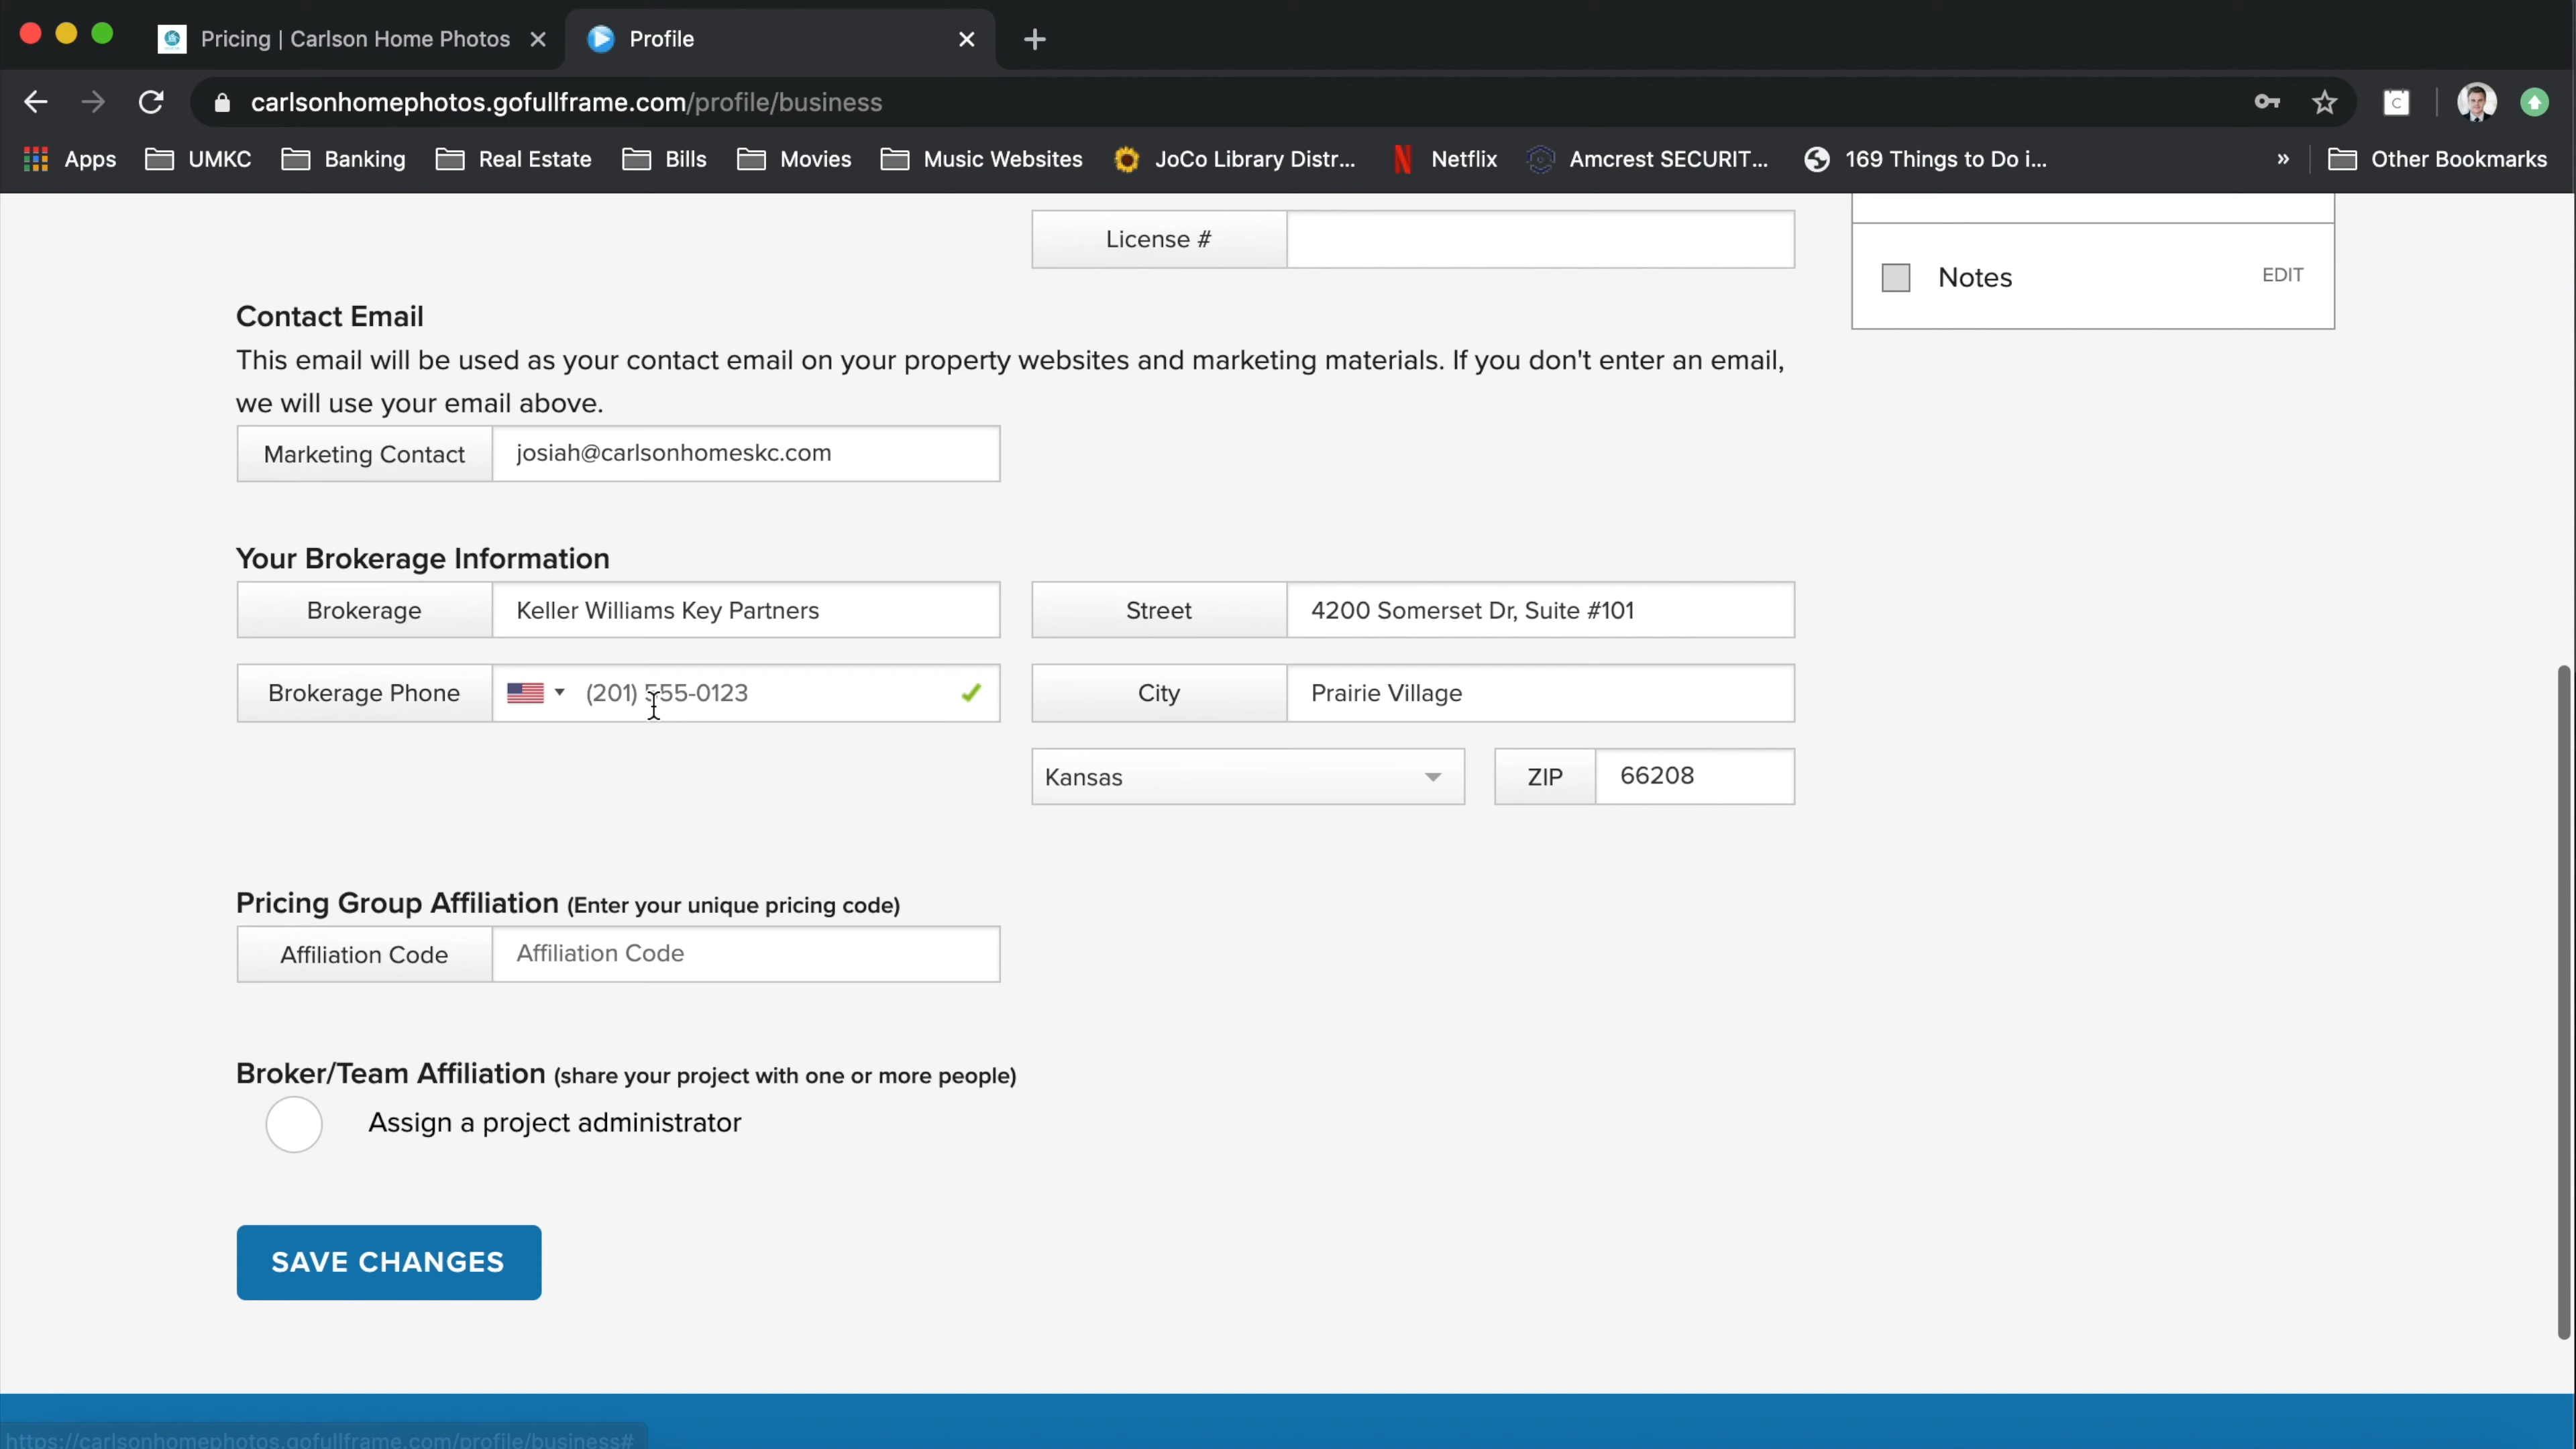 Pricing | Carlson Home Photos
Profile
carlsonhomephotos.gofullframe.com/profile/business
C
Apps
UMKC
Banking
Real Estate
Bills
Movies
Music Websites
JoCo Library Distr...
Netflix
Amcrest SECURIT...
169 Things to Do i...
»
Other Bookmarks
License #
Notes
EDIT
Contact Email
This email will be used as your contact email on your property websites and marketing materials. If you don't enter an email,
we will use your email above.
Marketing Contact
josiah@carlsonhomeskc.com
Your Brokerage Information
Brokerage
Keller Williams Key Partners
Street
4200 Somerset Dr, Suite #101
Brokerage Phone
(201) 555-0123
City
Prairie Village
Kansas
ZIP
66208
Pricing Group Affiliation (Enter your unique pricing code)
Affiliation Code
Affiliation Code
Broker/Team Affiliation (share your project with one or more people)
Assign a project administrator
SAVE CHANGES
https://carlsonhomephotos.gofullframe.com/profile/business#